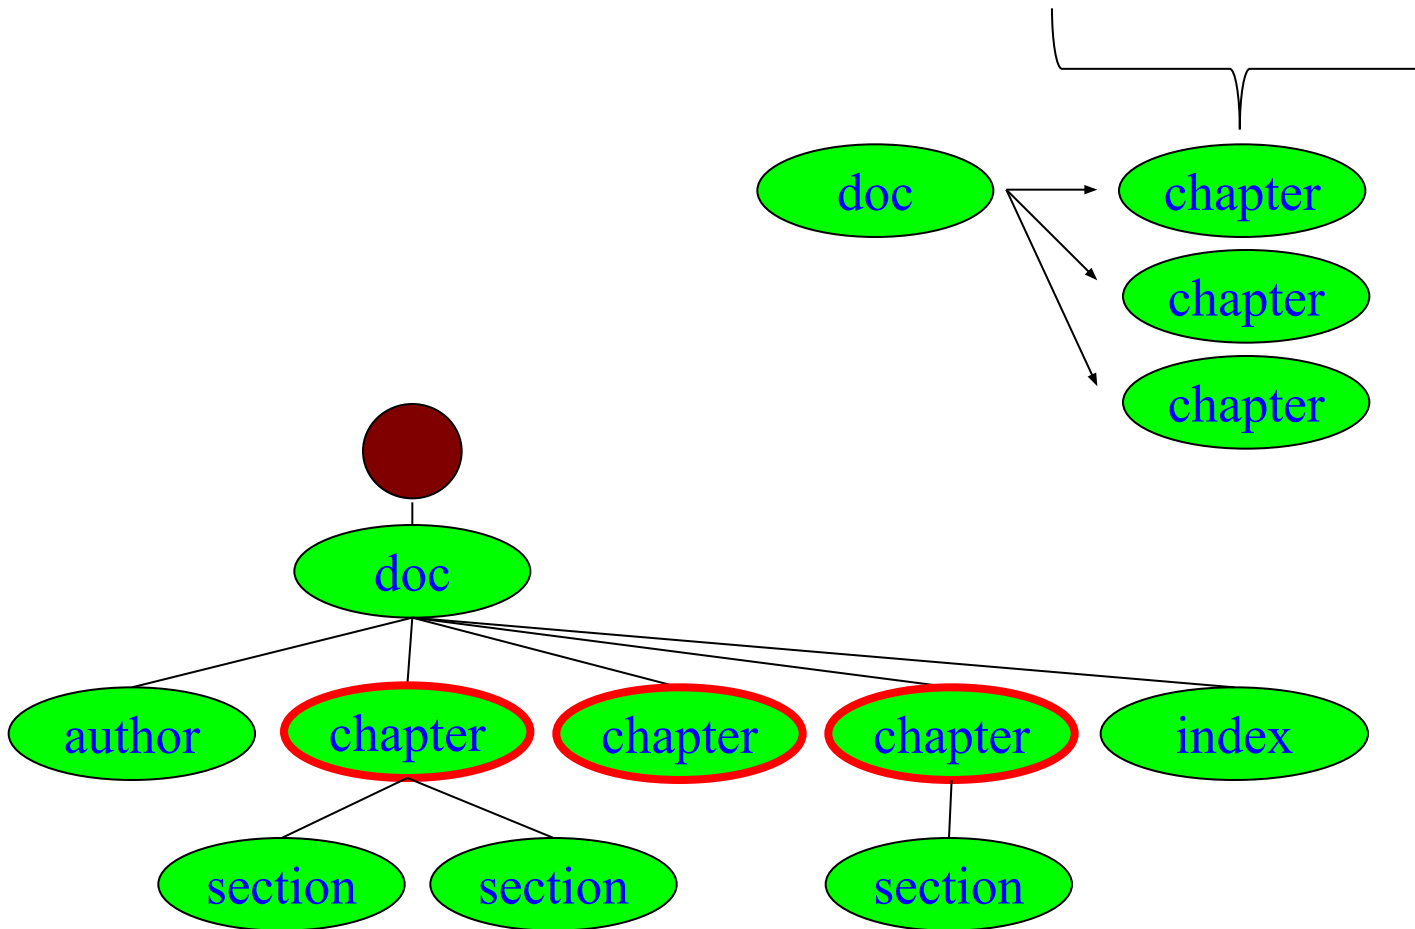 doc
chapter
chapter
chapter
doc
author
chapter
chapter
chapter
index
section
section
section